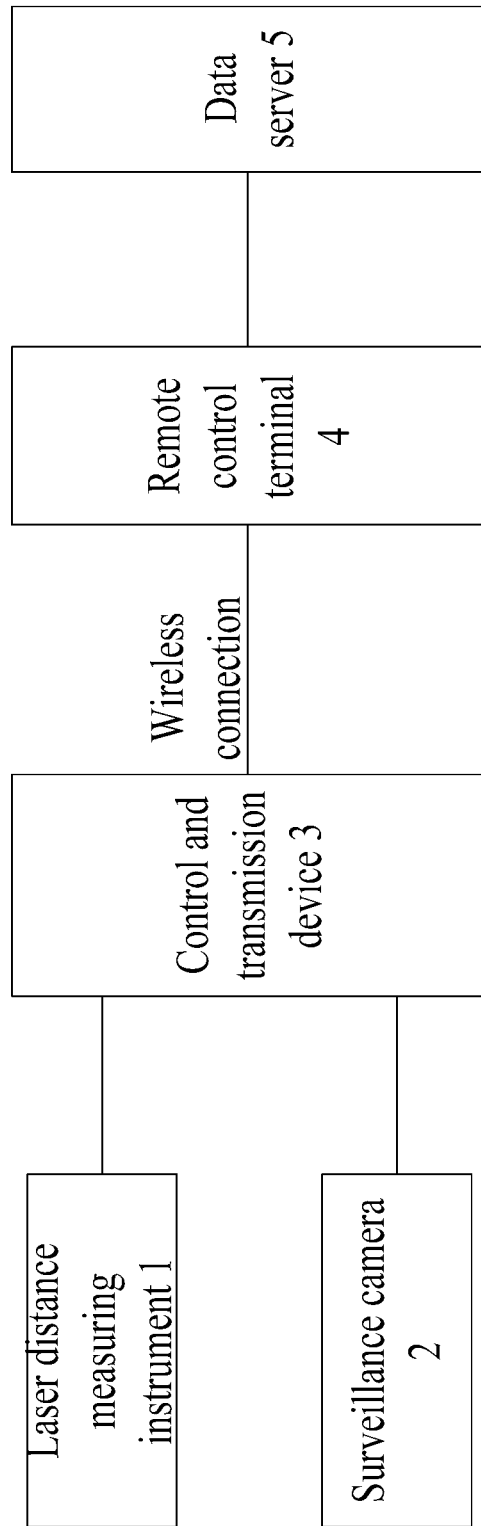 Laser distance
measuring
instrument 1
Surveillance camera
2
Control and
transmission
device 3
Wireless
connection
Remote
control
terminal
4
Data
server 5